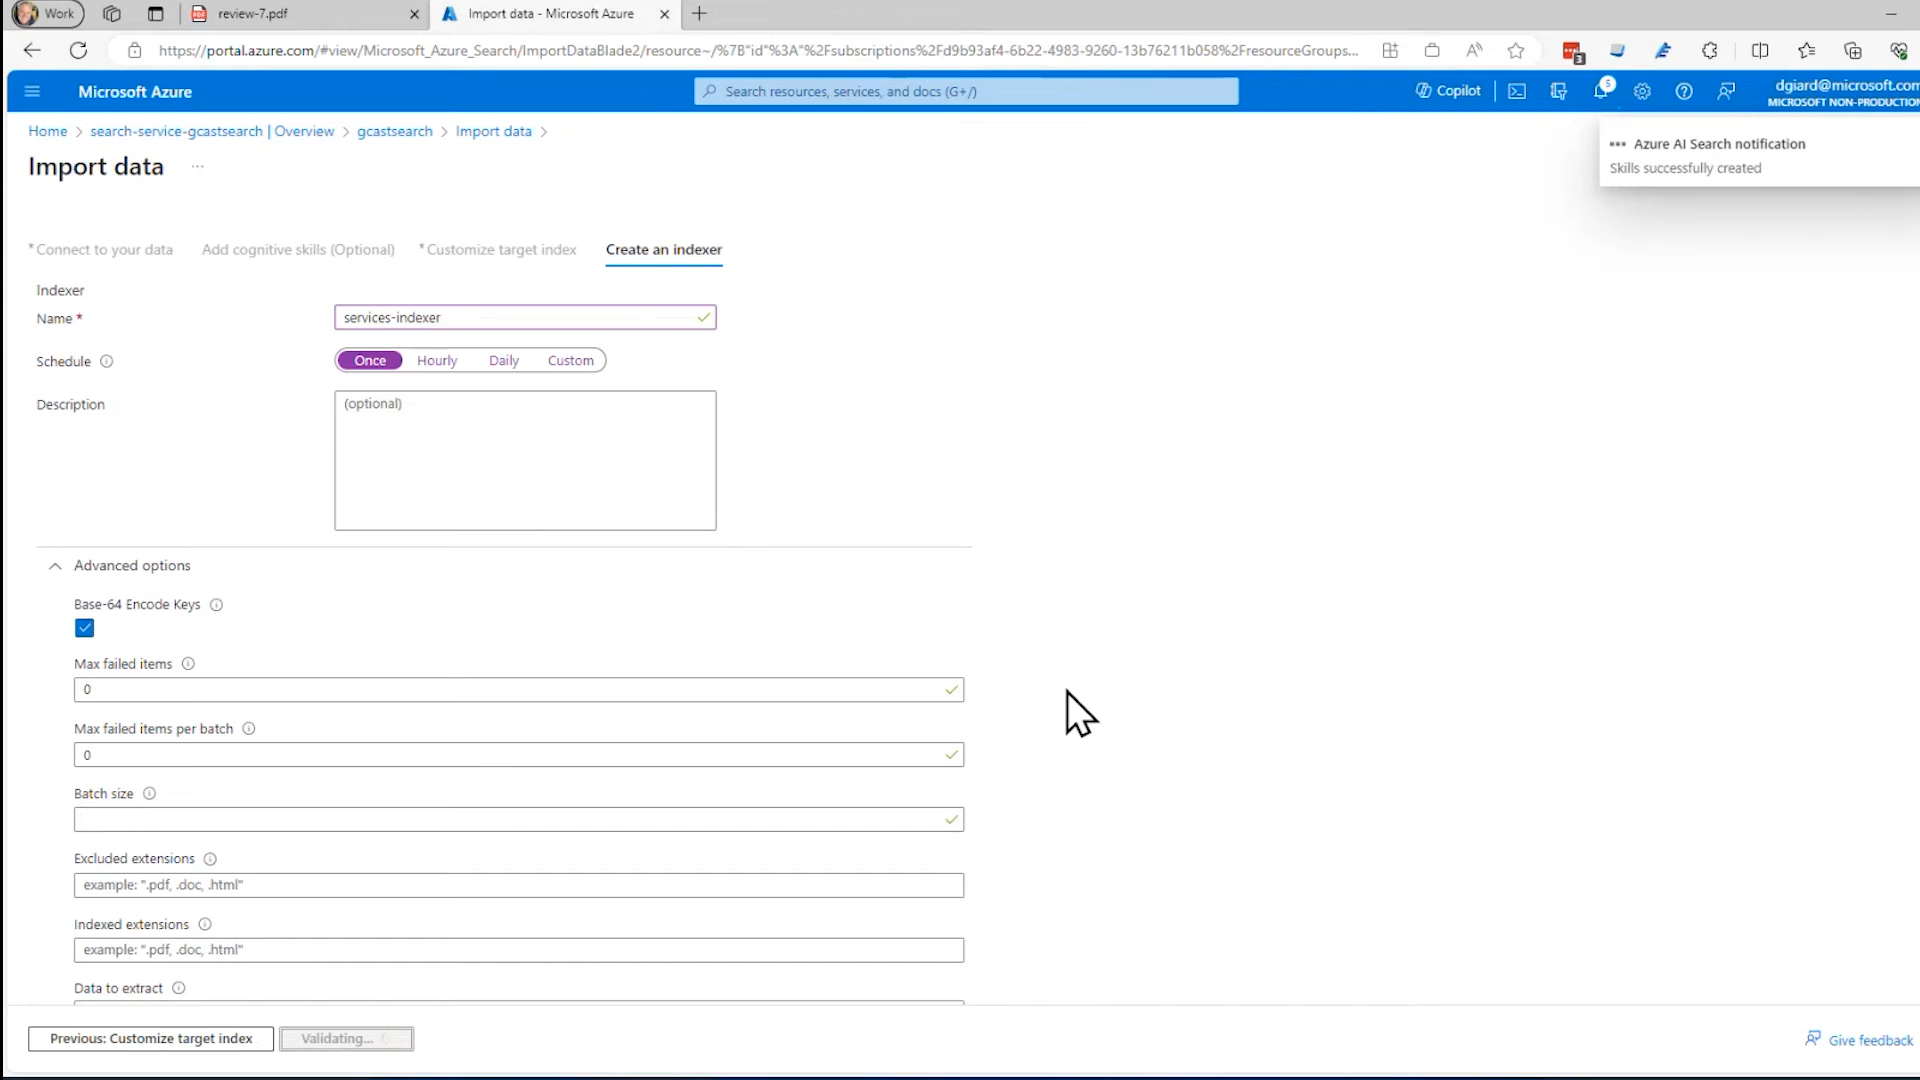 Work
review-7.pdf
Import data - Microsoft Azure
https://portal.azure.com/#view/Microsoft_Azure_Search/ImportDataBlade2/resource~/%7B"id"%3A"%2Fsubscriptions%2Fd9b93af4-6b22-4983-9260-13b76211b058%2FresourceGroups...
3
Microsoft Azure
Search resources, services, and docs (G+/)
Copilot
5
dgiard@microsoft.com
MICROSOFT NON-PRODUCTION
Home > search-service-gcastsearch | Overview > gcastsearch > Import data >
Import data ...
Azure AI Search notification
Skills successfully created
* Connect to your data
Add cognitive skills (Optional)
* Customize target index
Create an indexer
Indexer
Name *
services-indexer
Schedule
Once
Hourly
Daily
Custom
Description
(optional)
Advanced options
Base-64 Encode Keys
Max failed items
0
Max failed items per batch
0
Batch size
Excluded extensions
example: ".pdf, .doc, .html"
Indexed extensions
example: ".pdf, .doc, .html"
Data to extract
Previous: Customize target index
Validating...
Give feedback